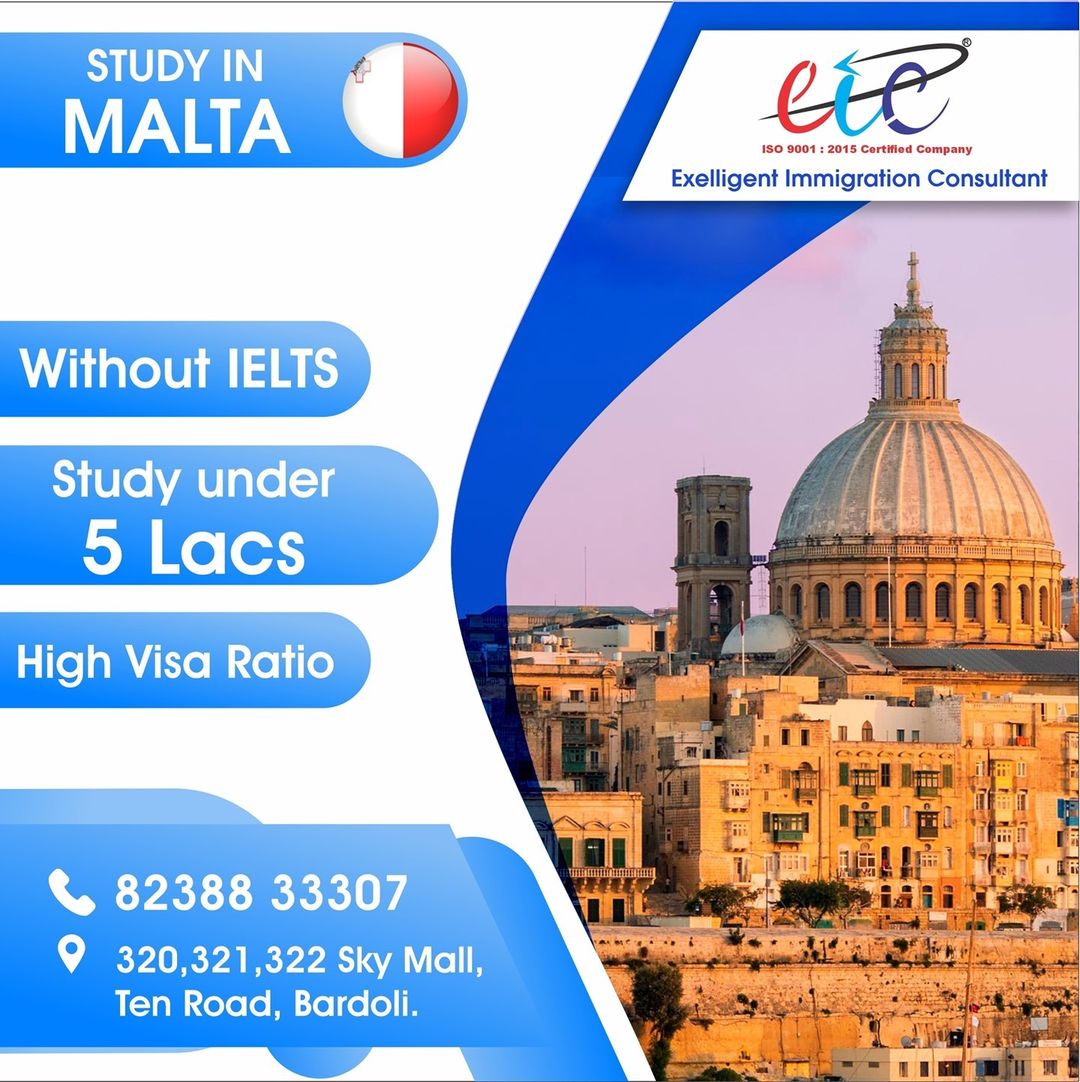 STUDY IN
MALTA
eic®
ISO 9001 : 2015 Certified Company
Exelligent Immigration Consultant
Without IELTS
Study under
5 Lacs
High Visa Ratio
82388 33307
320,321,322 Sky Mall,
Ten Road, Bardoli.